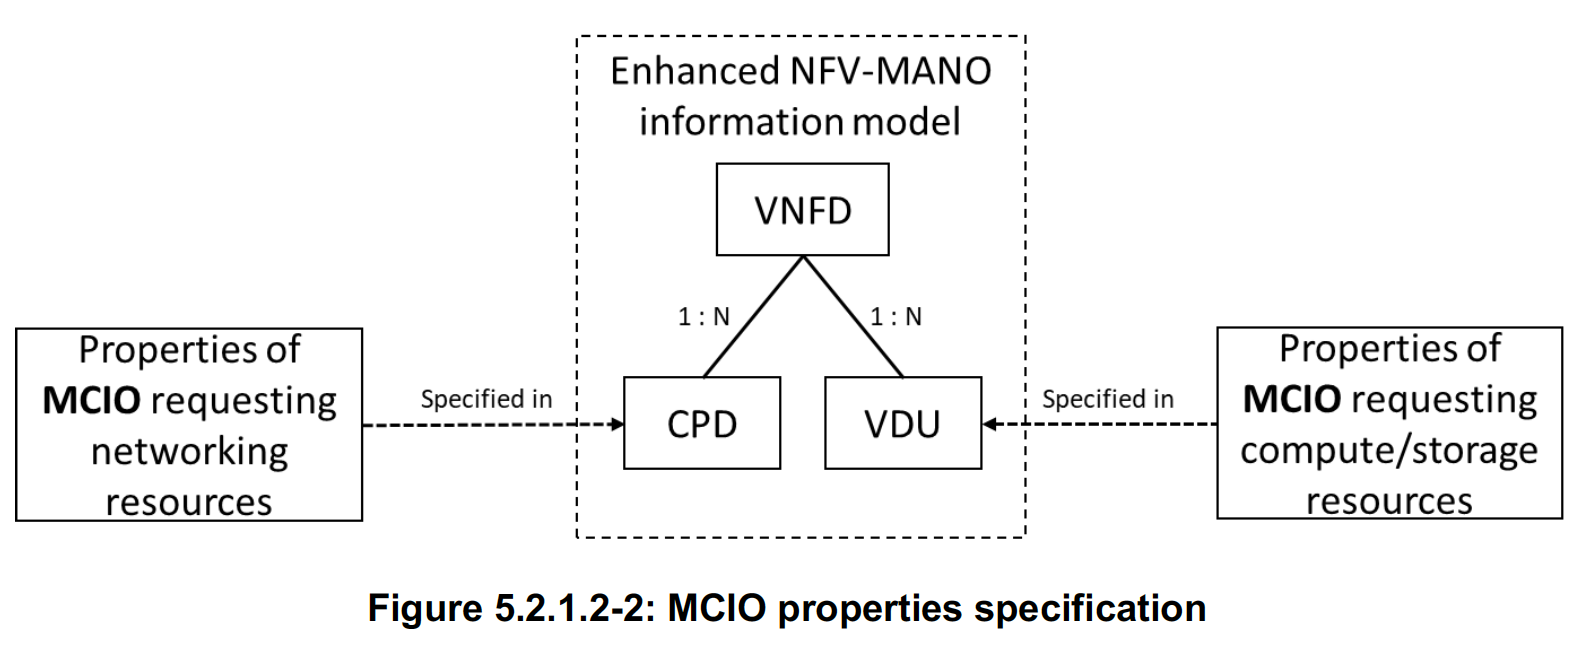 Enhanced NFV-MANO
information model
VNFD
1 : N
1 : N
Properties of
MCIO requesting
networking
resources
Specified in
CPD
VDU
Specified in
Properties of
MCIO requesting
compute/storage
resources
Figure 5.2.1.2-2: MCIO properties specification